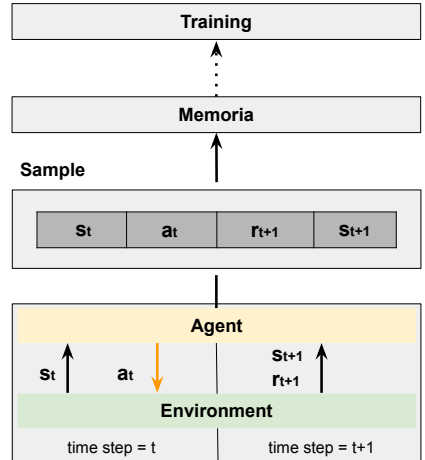 Training
Memoria
Sample
st at rt+1 st+1
Agent
st at st+1
rt+1
Environment
time step = t time step = t+1